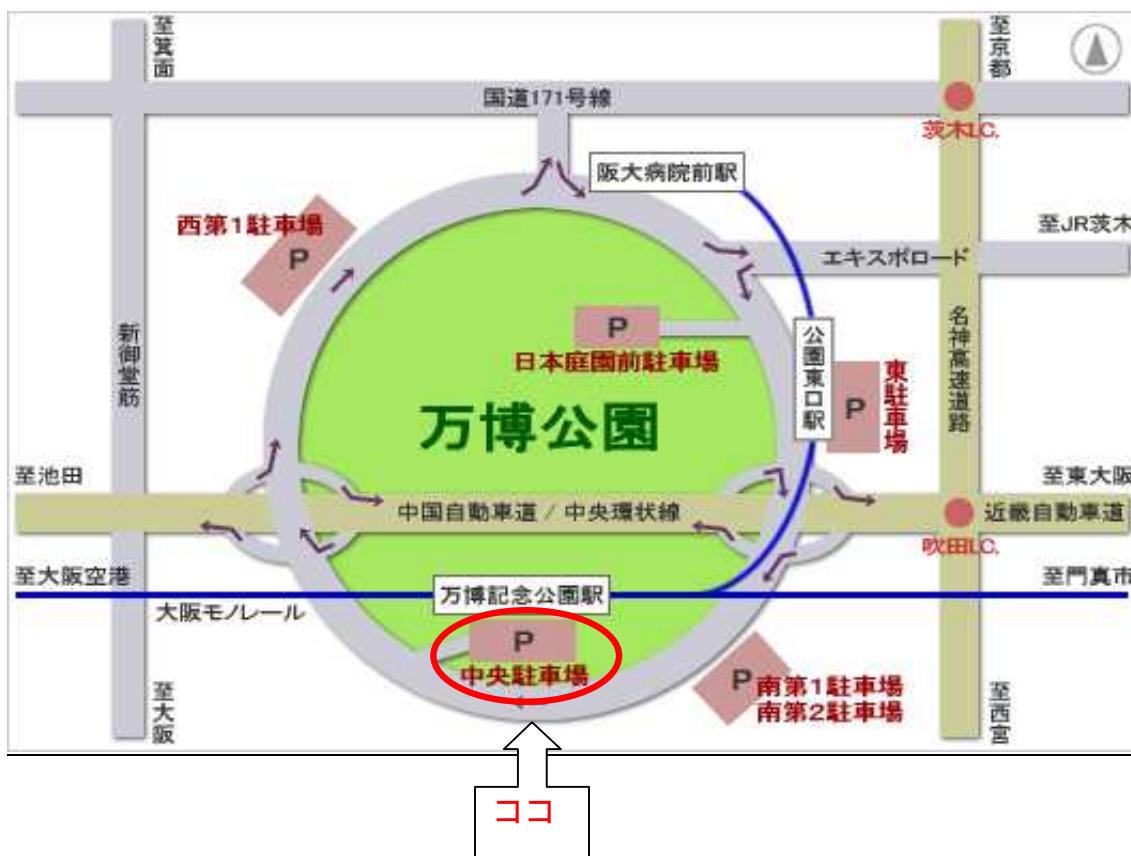 至箕面
至京都
国道171号線
茨木I.C.
阪大病院前駅
西第1駐車場
P
至JR茨木
エキスポロード
新御堂筋
P
日本庭園前駐車場
公園東口駅
P
東駐車場
名神高速道路
万博公園
至池田
至東大阪
中国自動車道 / 中央環状線
近畿自動車道
吹田I.C.
至大阪空港
万博記念公園駅
至門真市
大阪モノレール
P
中央駐車場
P
南第1駐車場
南第2駐車場
至大阪
至西宮
ココ